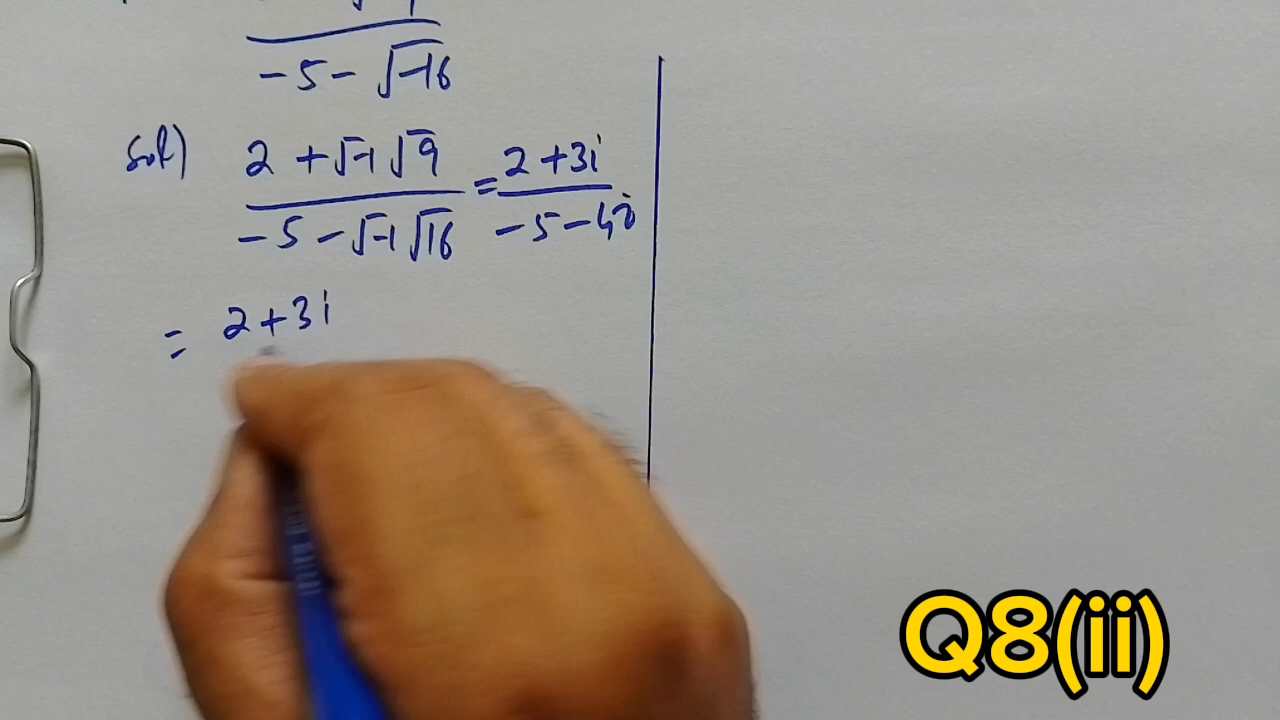 -5-√-16
Sol) 2+√-1√9 / -5-√-1√16 = 2+3i / -5-4i
= 2+3i
Q8(ii)